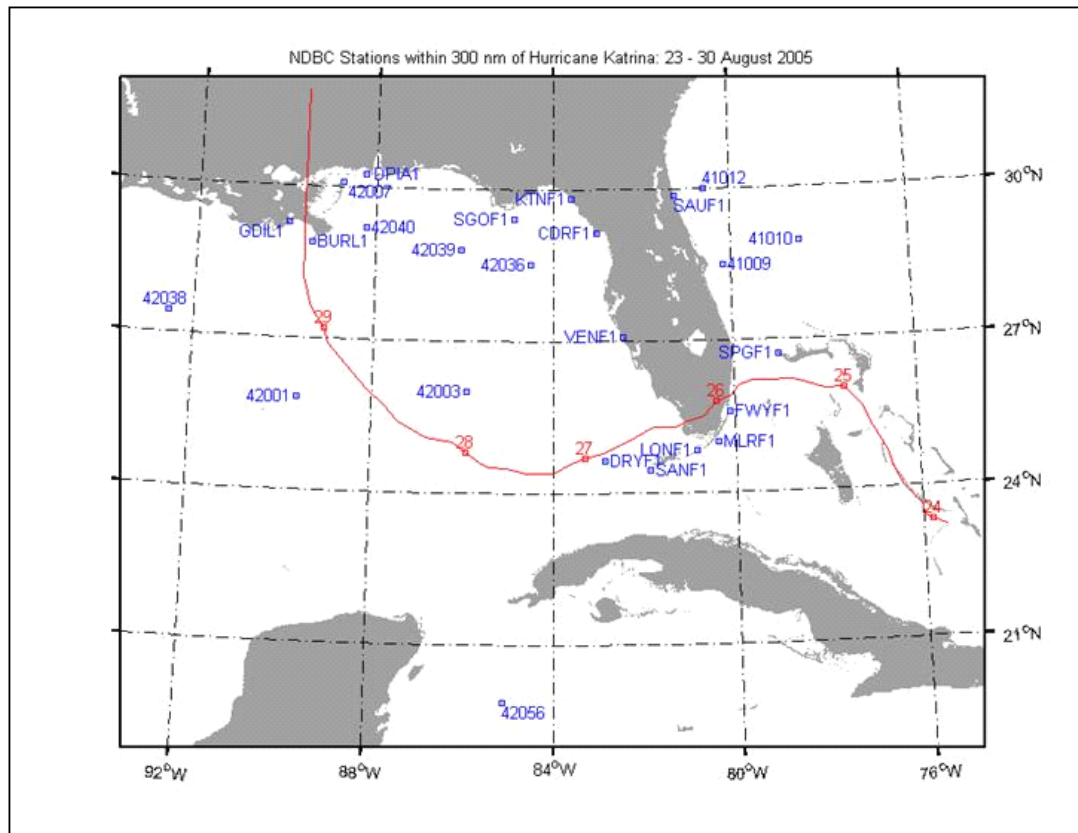 NDBC Stations within 300 nm of Hurricane Katrina: 23 - 30 August 2005
OPIA1
42007
30°N
41012
KTNF1
SAUF1
SGOF1
GDIL1
BURL1
42040
CDRF1
41010
42039
42036
41009
42038
29
27°N
VENF1
SPGF1
25
42001
42003
26
FWYF1
28
27
LONF1
MLRF1
DRYF1
SANF1
24°N
24
21°N
42056
92°W
88°W
84°W
80°W
76°W